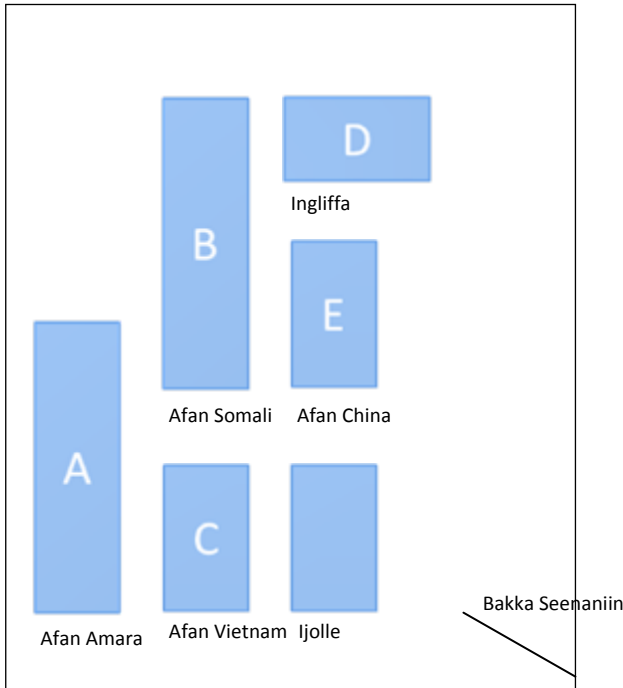 D
Ingliffa
B
E
Afan Somali
Afan China
A
C
Bakka Seenaniin
Afan Amara
Afan Vietnam
Ijolle